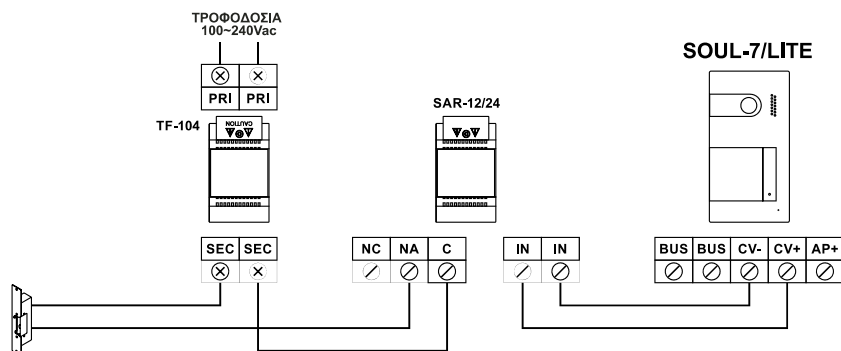 ΤΡΟΦΟΔΟΣΙΑ
100~240Vac
SOUL-7/LITE
PRI PRI
SAR-12/24
TF-104
CAUTION
SEC SEC
NC NA C
IN IN
BUS BUS CV- CV+ AP+